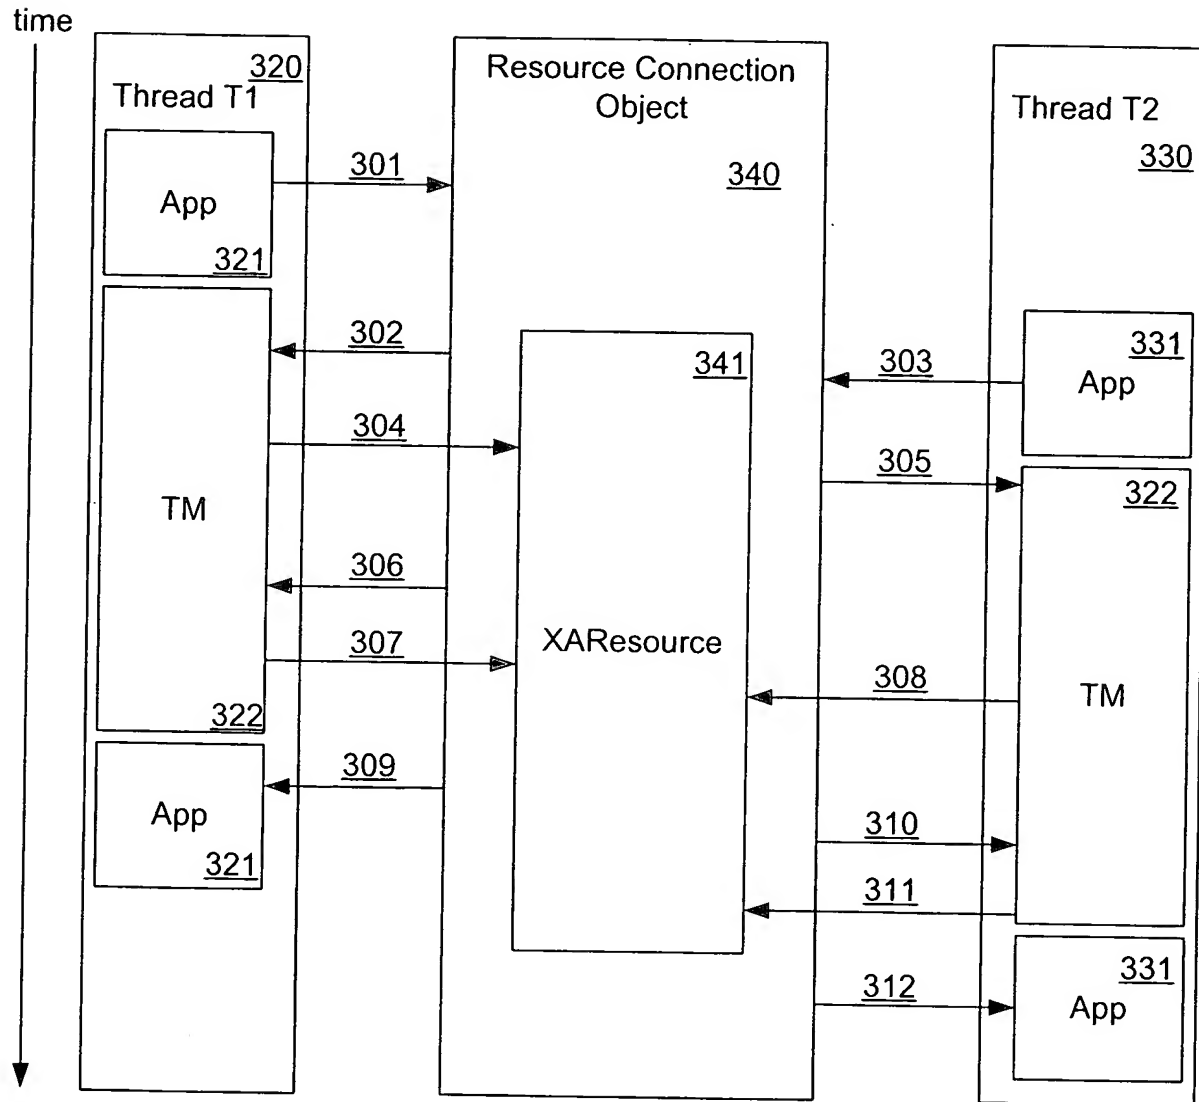 time
320
Thread T1
Resource Connection
Object
Thread T2
330
App
321
301
340
302
341
303
331
App
304
305
322
TM
306
307
XAResource
308
TM
322
309
App
321
310
311
331
App
312